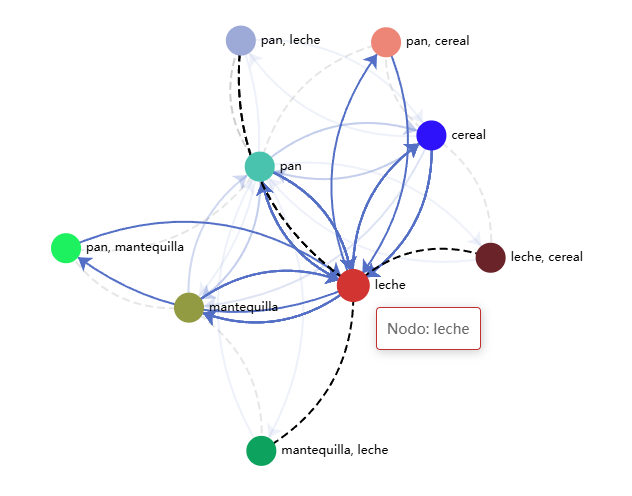 pan, leche
pan, cereal
cereal
pan
pan, mantequilla
leche, cereal
leche
mantequilla
Nodo: leche
mantequilla, leche